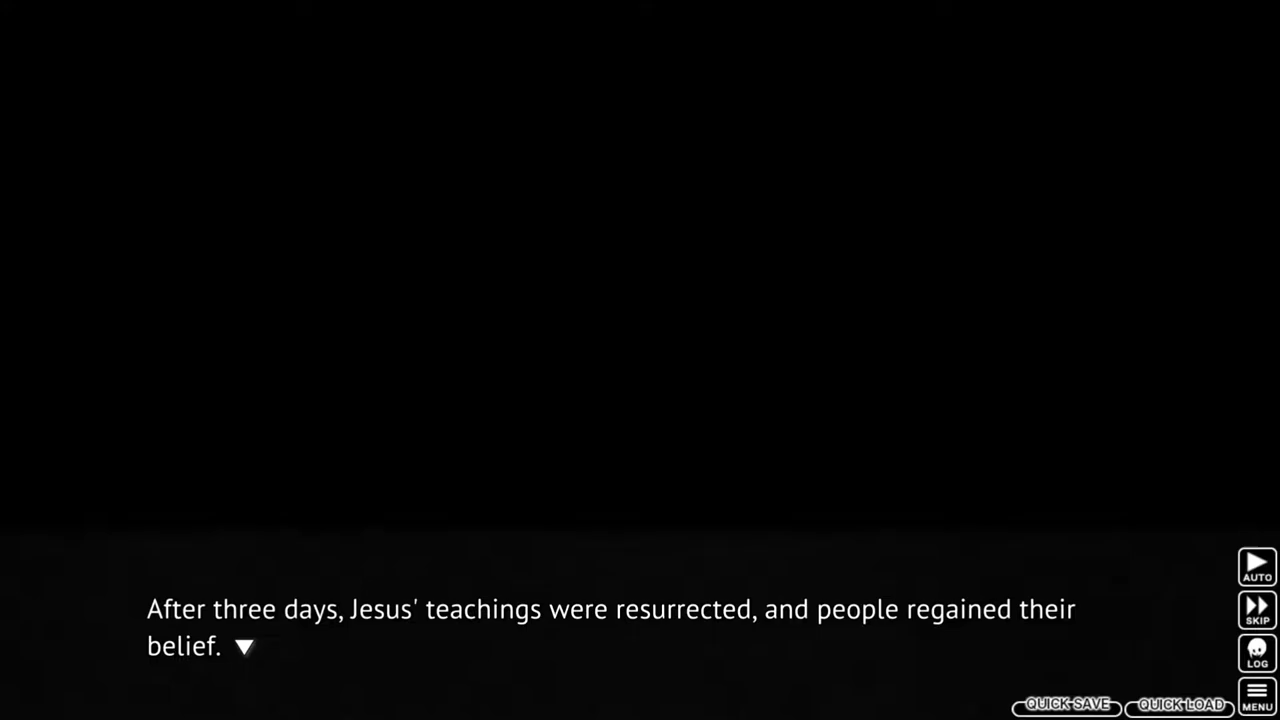 After three days, Jesus' teachings were resurrected, and people regained their
belief.
AUTO
SKIP
LOG
MENU
QUICK SAVE QUICK LOAD